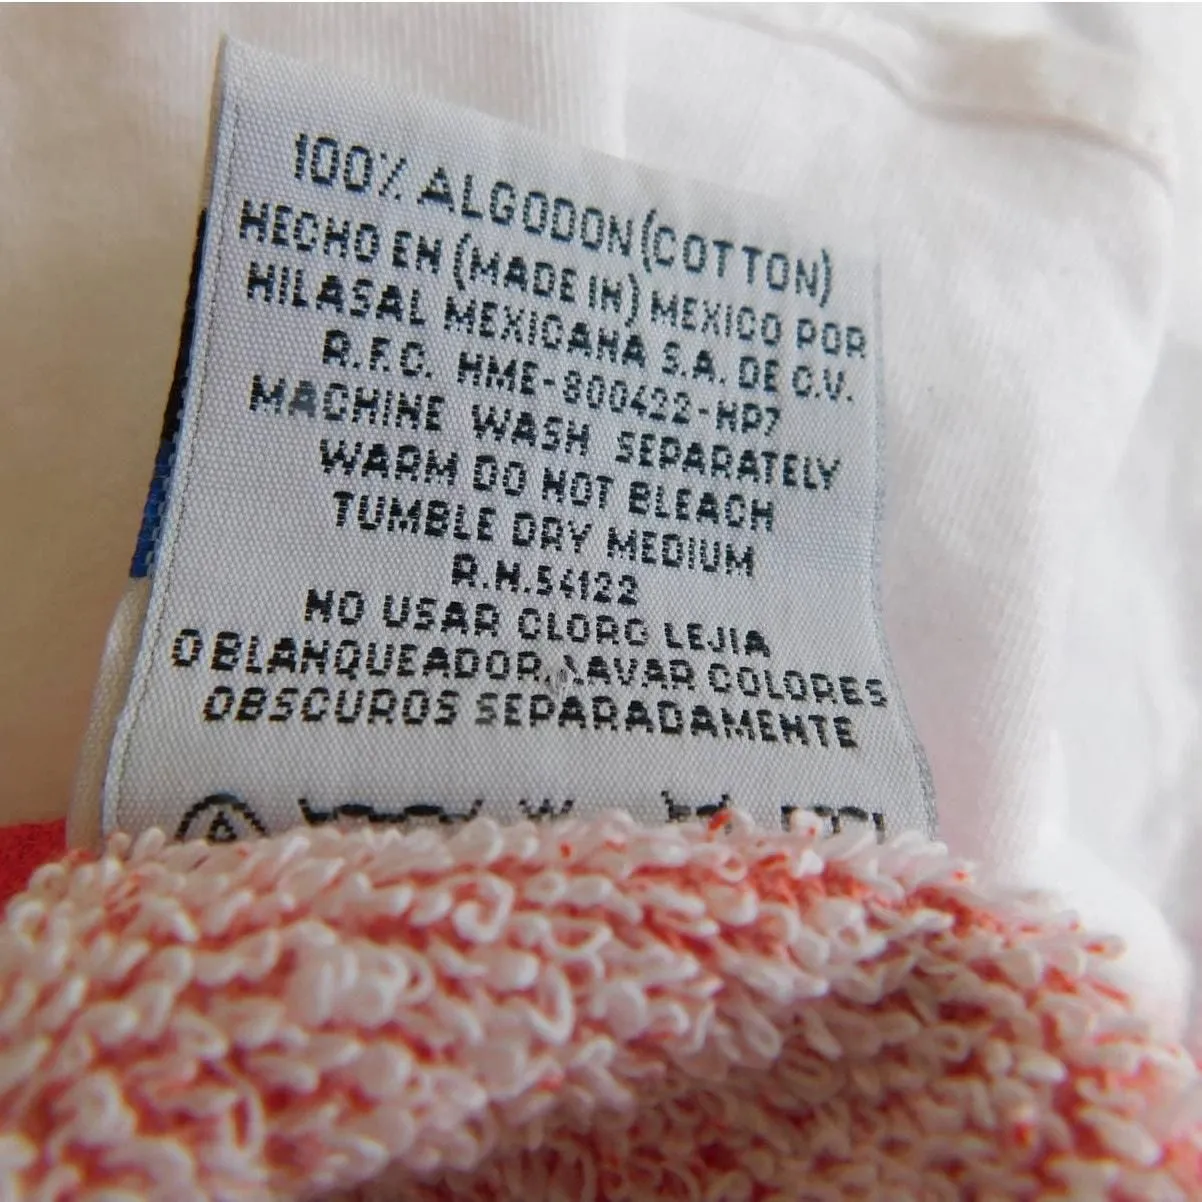 100% ALGODON (COTTON)
HECHO EN (MADE IN) MEXICO POR
HILASAL MEXICANA S.A. DE C.V.
R.F.C. HME-800422-HP7
MACHINE WASH SEPARATELY
WARM DO NOT BLEACH
TUMBLE DRY MEDIUM
R.N.54122
NO USAR CLORO LEJIA
O BLANQUEADOR, LAVAR COLORES
OBSCUROS SEPARADAMENTE